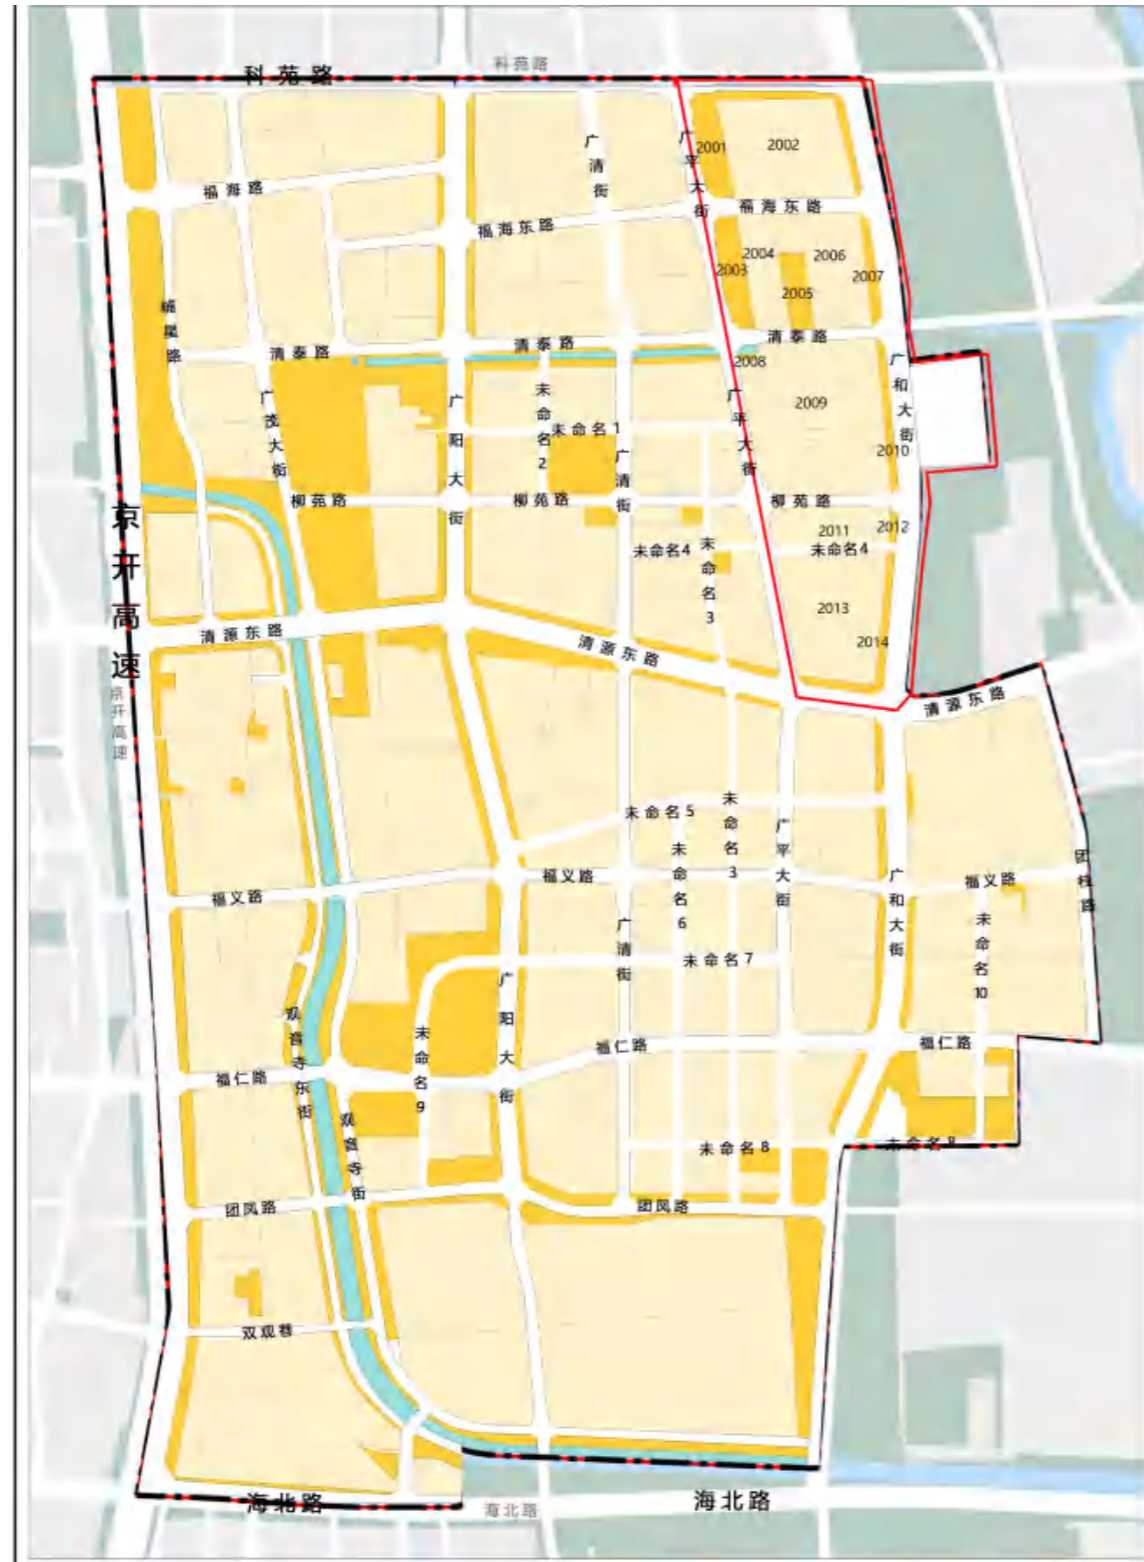 科苑路
科苑路
广清街
广平大街
2001
2002
福海路
福海东路
福海东路
2003
2004
2005
2006
2007
星路
清泰路
清泰路
清泰路
2008
广茂大街
广阳大街
未命名2
未命名1
广清街
广平大街
2009
广和大街
2010
柳苑路
柳苑路
柳苑路
京开高速
2011
2012
未命名4
未命名3
未命名4
2013
2014
清源东路
清源东路
清源东路
京开高速
未命名5
未命名3
广平大街
未命名6
团桂路
福义路
福义路
福义路
广和大街
广清街
未命名10
未命名7
广阳大街
观音寺东街
未命名9
福仁路
福仁路
福仁路
观音寺街
未命名8
未命名8
团风路
团风路
双观巷
海北路
海北路
海北路